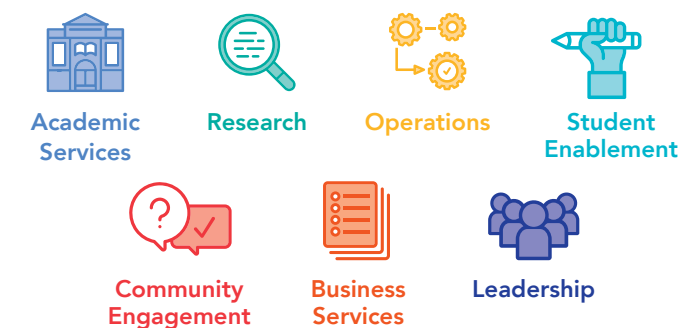 Academic
Services
Research
Operations
Student
Enablement
?
Community
Engagement
Business
Services
Leadership